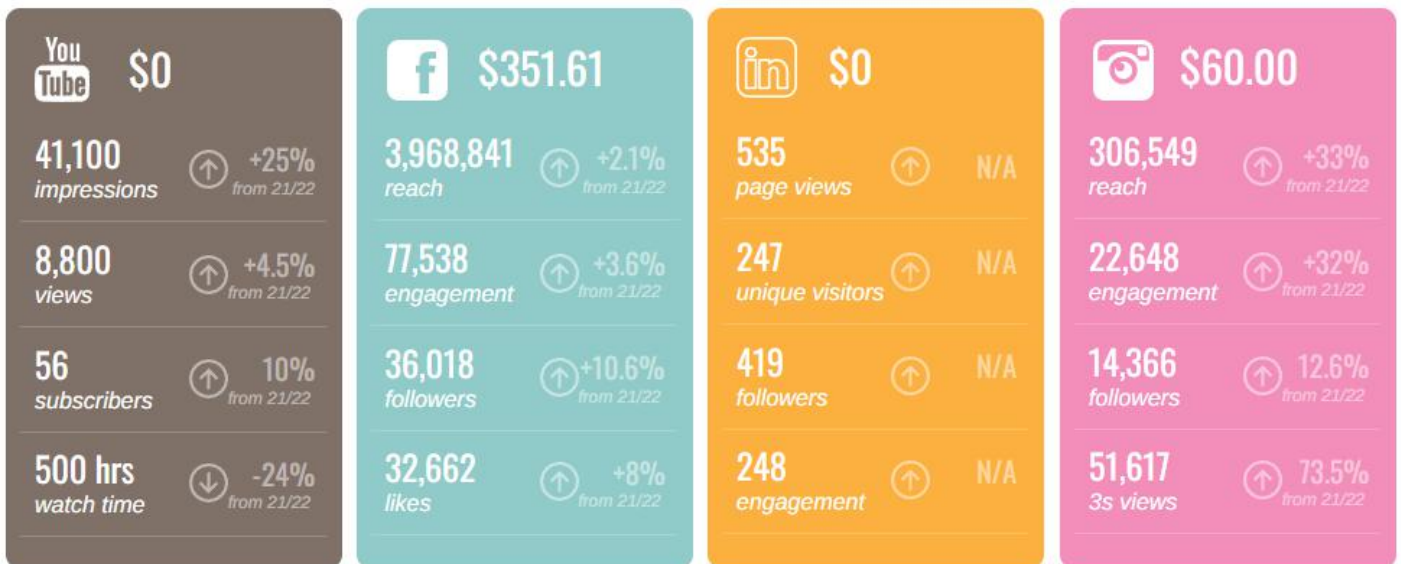 You
Tube
$0
41,100
+25%
impressions
from 21/22
8,800
+4.5%
views
from 21/22
56
10%
subscribers
from 21/22
500 hrs
-24%
watch time
from 21/22
f
$351.61
3,968,841
+2.1%
reach
from 21/22
77,538
+3.6%
engagement
from 21/22
36,018
+10.6%
followers
from 21/22
32,662
+8%
likes
from 21/22
in
$0
535
N/A
page views
247
N/A
unique visitors
419
N/A
followers
248
N/A
engagement
$60.00
306,549
+33%
reach
from 21/22
22,648
+32%
engagement
from 21/22
14,366
12.6%
followers
from 21/22
51,617
73.5%
3s views
from 21/22